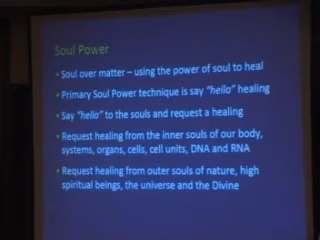 Soul Power
• Soul over matter – using the power of soul to heal
• Primary Soul Power technique is say "hello" healing
• Say "hello" to the souls and request a healing
• Request healing from the inner souls of our body,
systems, organs, cells, cell units, DNA and RNA
• Request healing from outer souls of nature, high
spiritual beings, the universe and the Divine